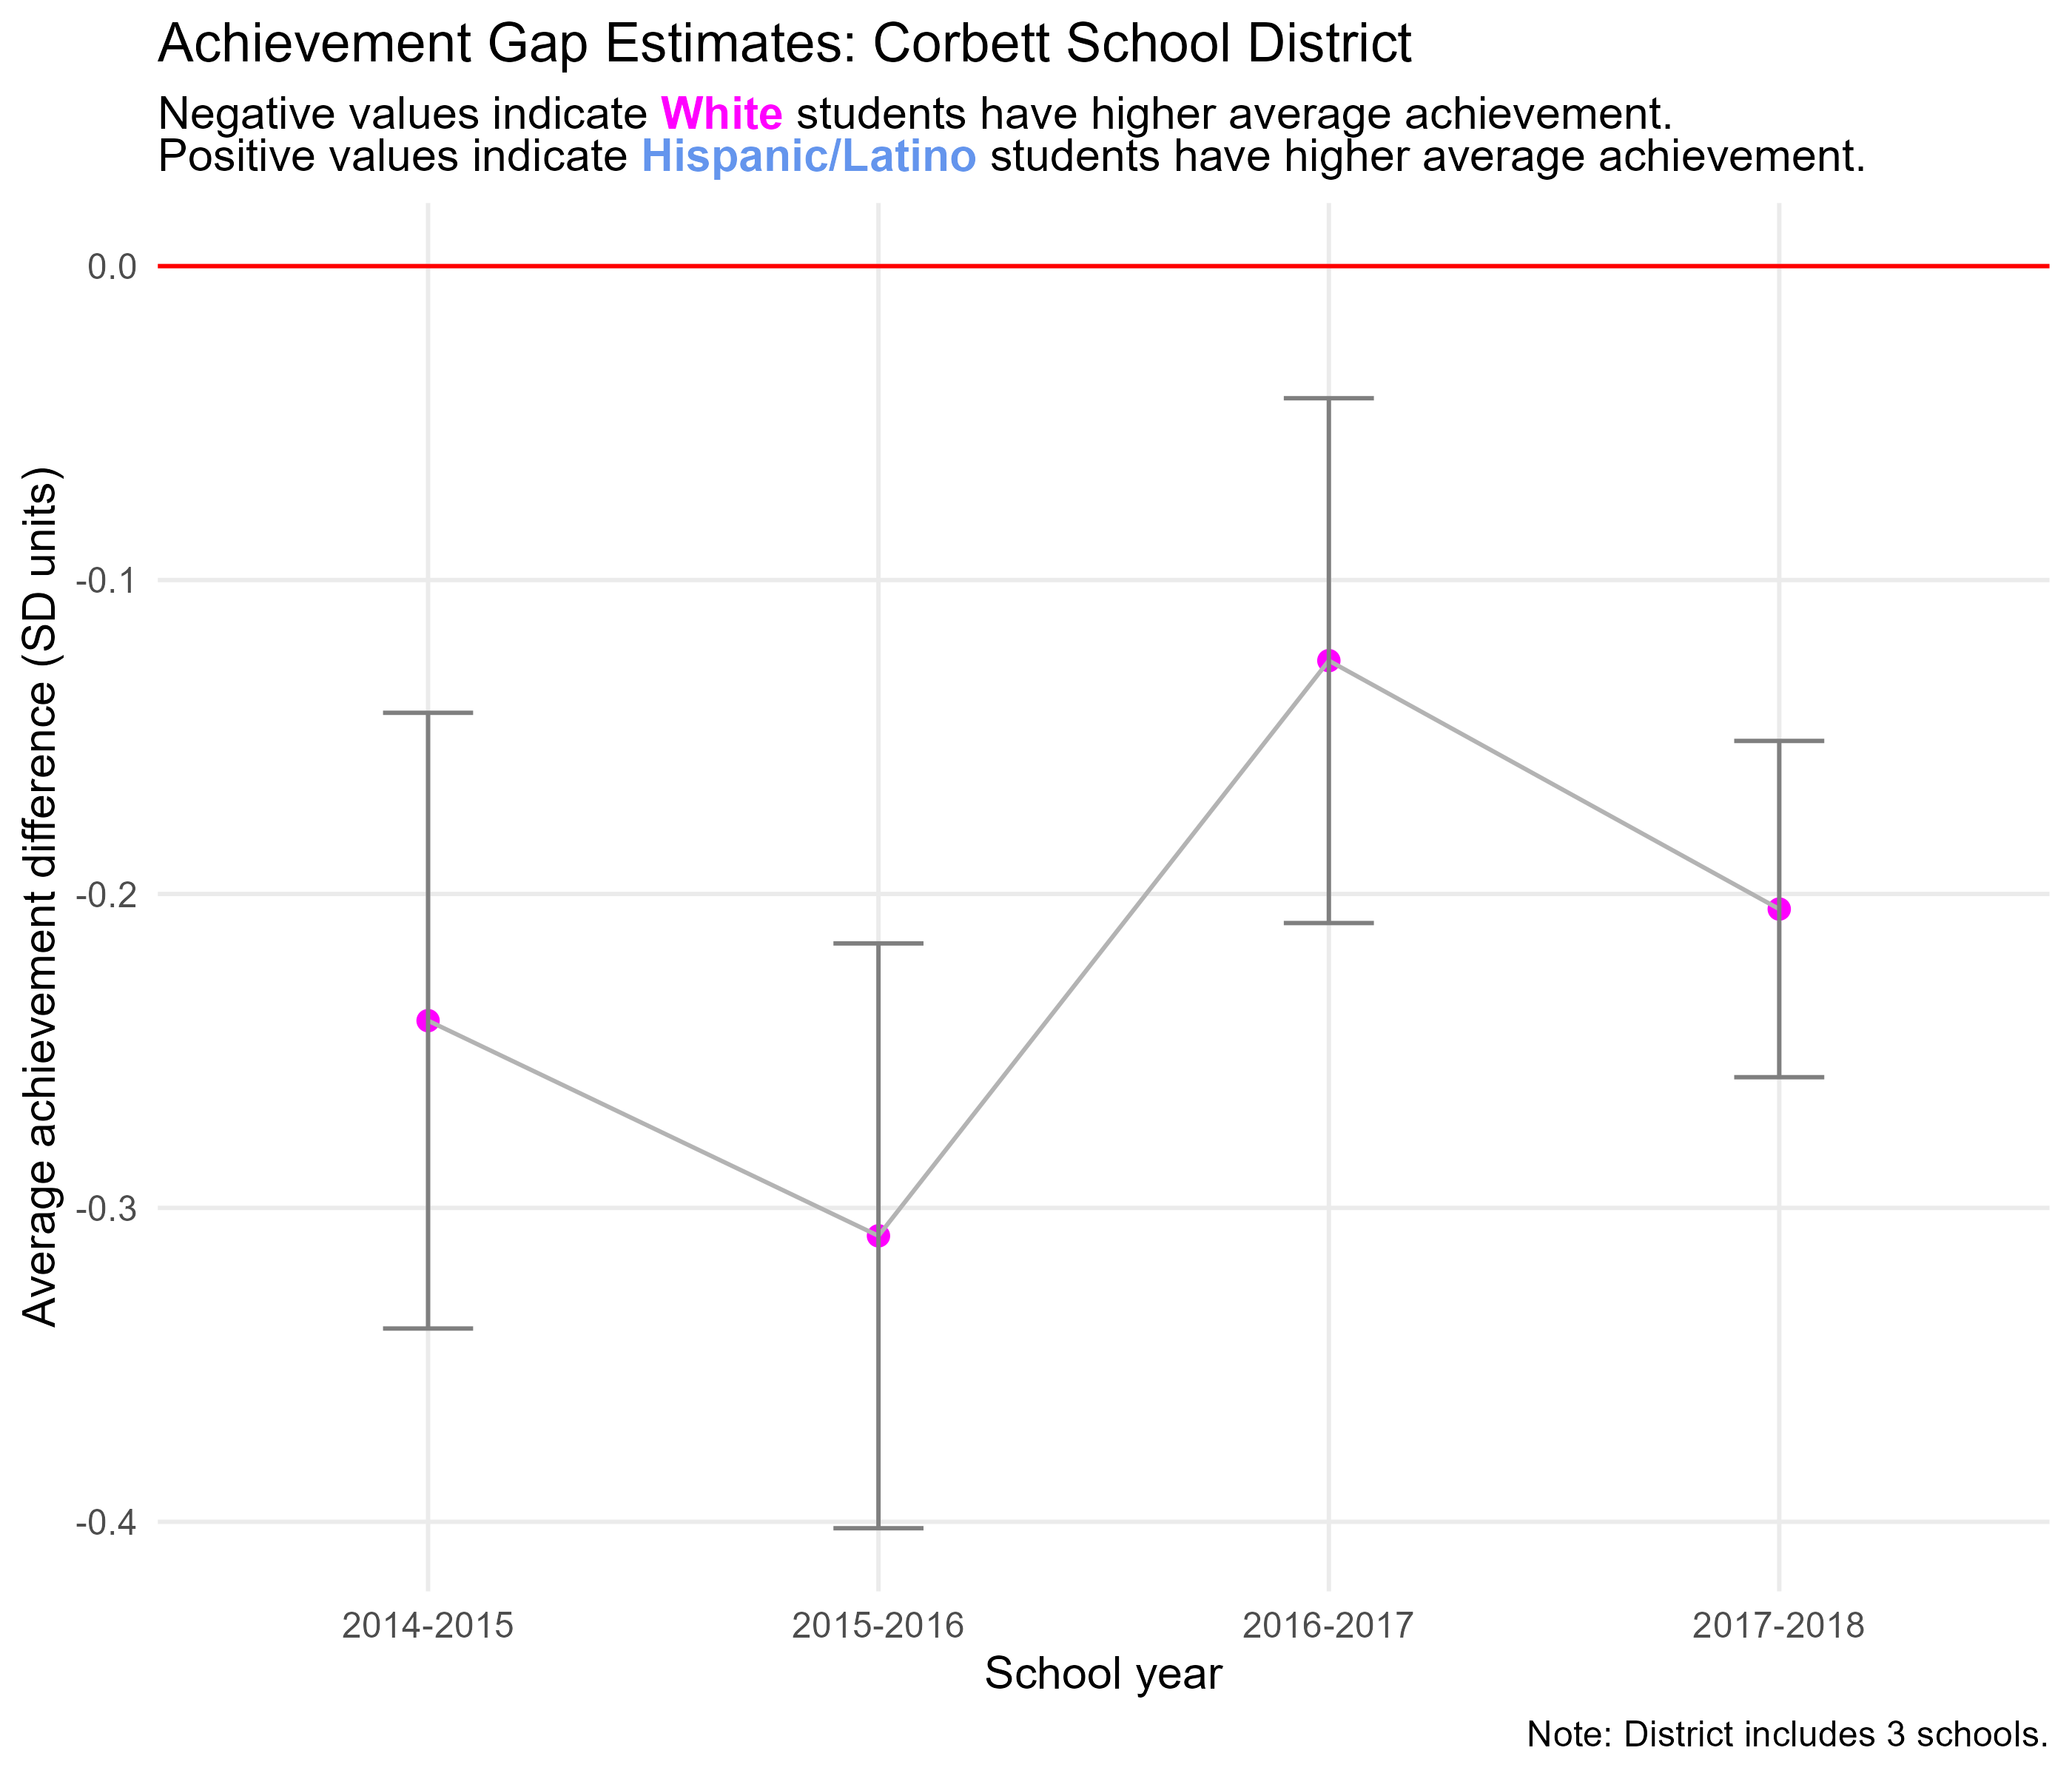 Achievement Gap Estimates: Corbett School District
Negative values indicate White students have higher average achievement.
Positive values indicate Hispanic/Latino students have higher average achievement.
Average achievement difference (SD units)
0.0
-0.1
-0.2
-0.3
-0.4
2014-2015
2015-2016
2016-2017
2017-2018
School year
Note: District includes 3 schools.